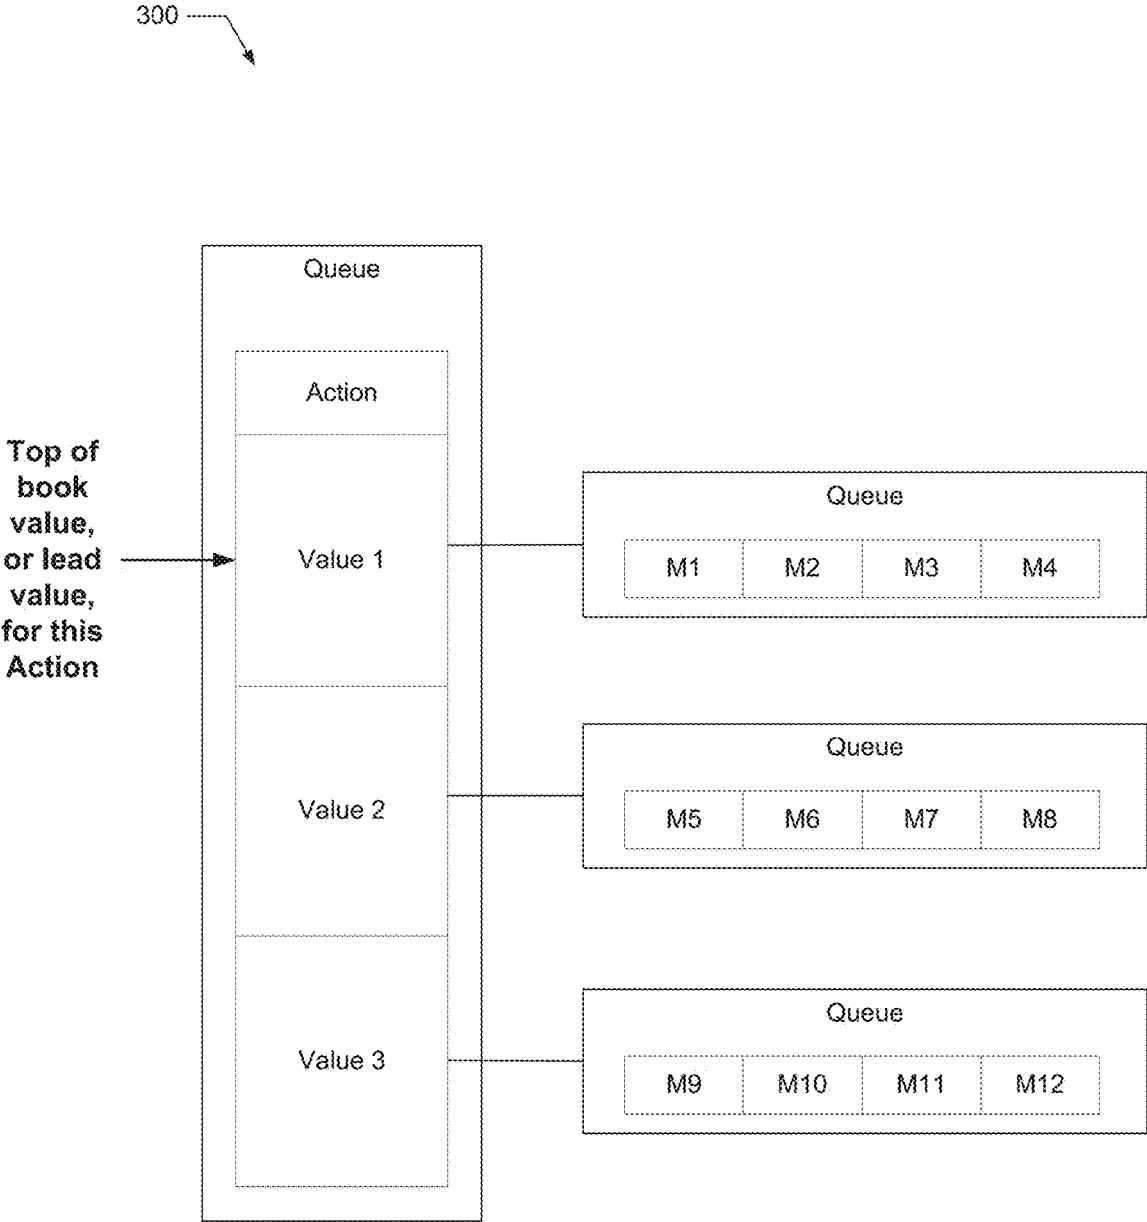 300
Queue
Action
Top of
book
value,
or lead
value,
for this
Action
Value 1
Value 2
Value 3
Queue
M1 M2 M3 M4
Queue
M5 M6 M7 M8
Queue
M9 M10 M11 M12